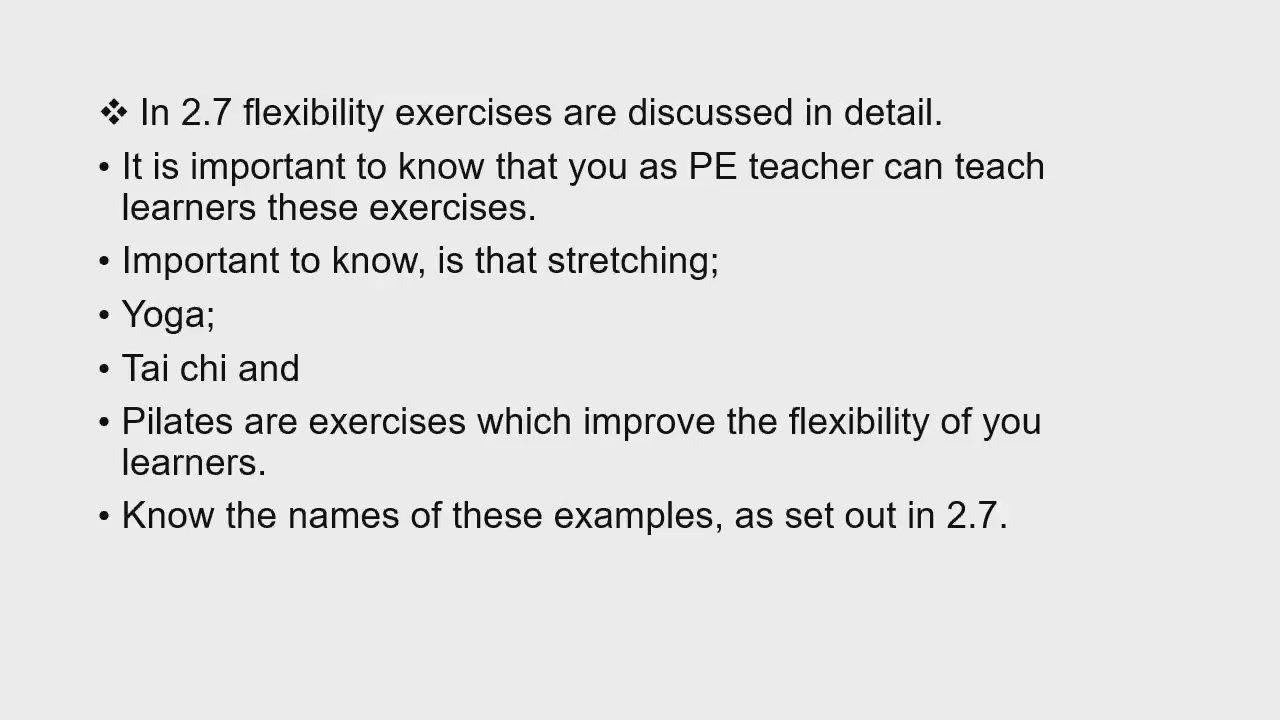 ❖ In 2.7 flexibility exercises are discussed in detail.
• It is important to know that you as PE teacher can teach
learners these exercises.
• Important to know, is that stretching;
• Yoga;
• Tai chi and
• Pilates are exercises which improve the flexibility of you
learners.
• Know the names of these examples, as set out in 2.7.